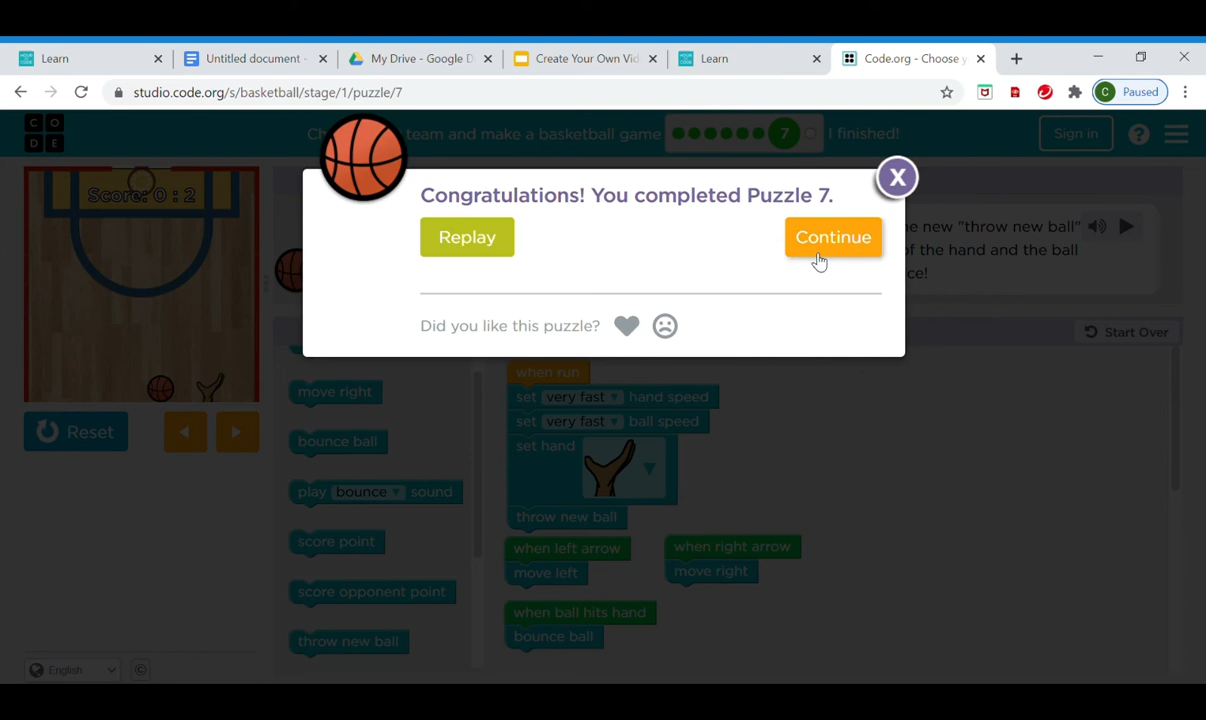 Learn
Untitled document -
My Drive - Google D
Create Your Own Vid
Learn
Code.org - Choose y
studio.code.org/s/basketball/stage/1/puzzle/7
C Paused
C O D E
Ch team and make a basketball game
7
I finished!
Sign in
Score: 0 : 2
Congratulations! You completed Puzzle 7.
X
Replay
Continue
he new "throw new ball"
of the hand and the ball
ce!
Did you like this puzzle?
Start Over
Reset
move right
bounce ball
play bounce sound
score point
score opponent point
throw new ball
when run
set very fast hand speed
set very fast ball speed
set hand
throw new ball
when left arrow
move left
when right arrow
move right
when ball hits hand
bounce ball
English
©